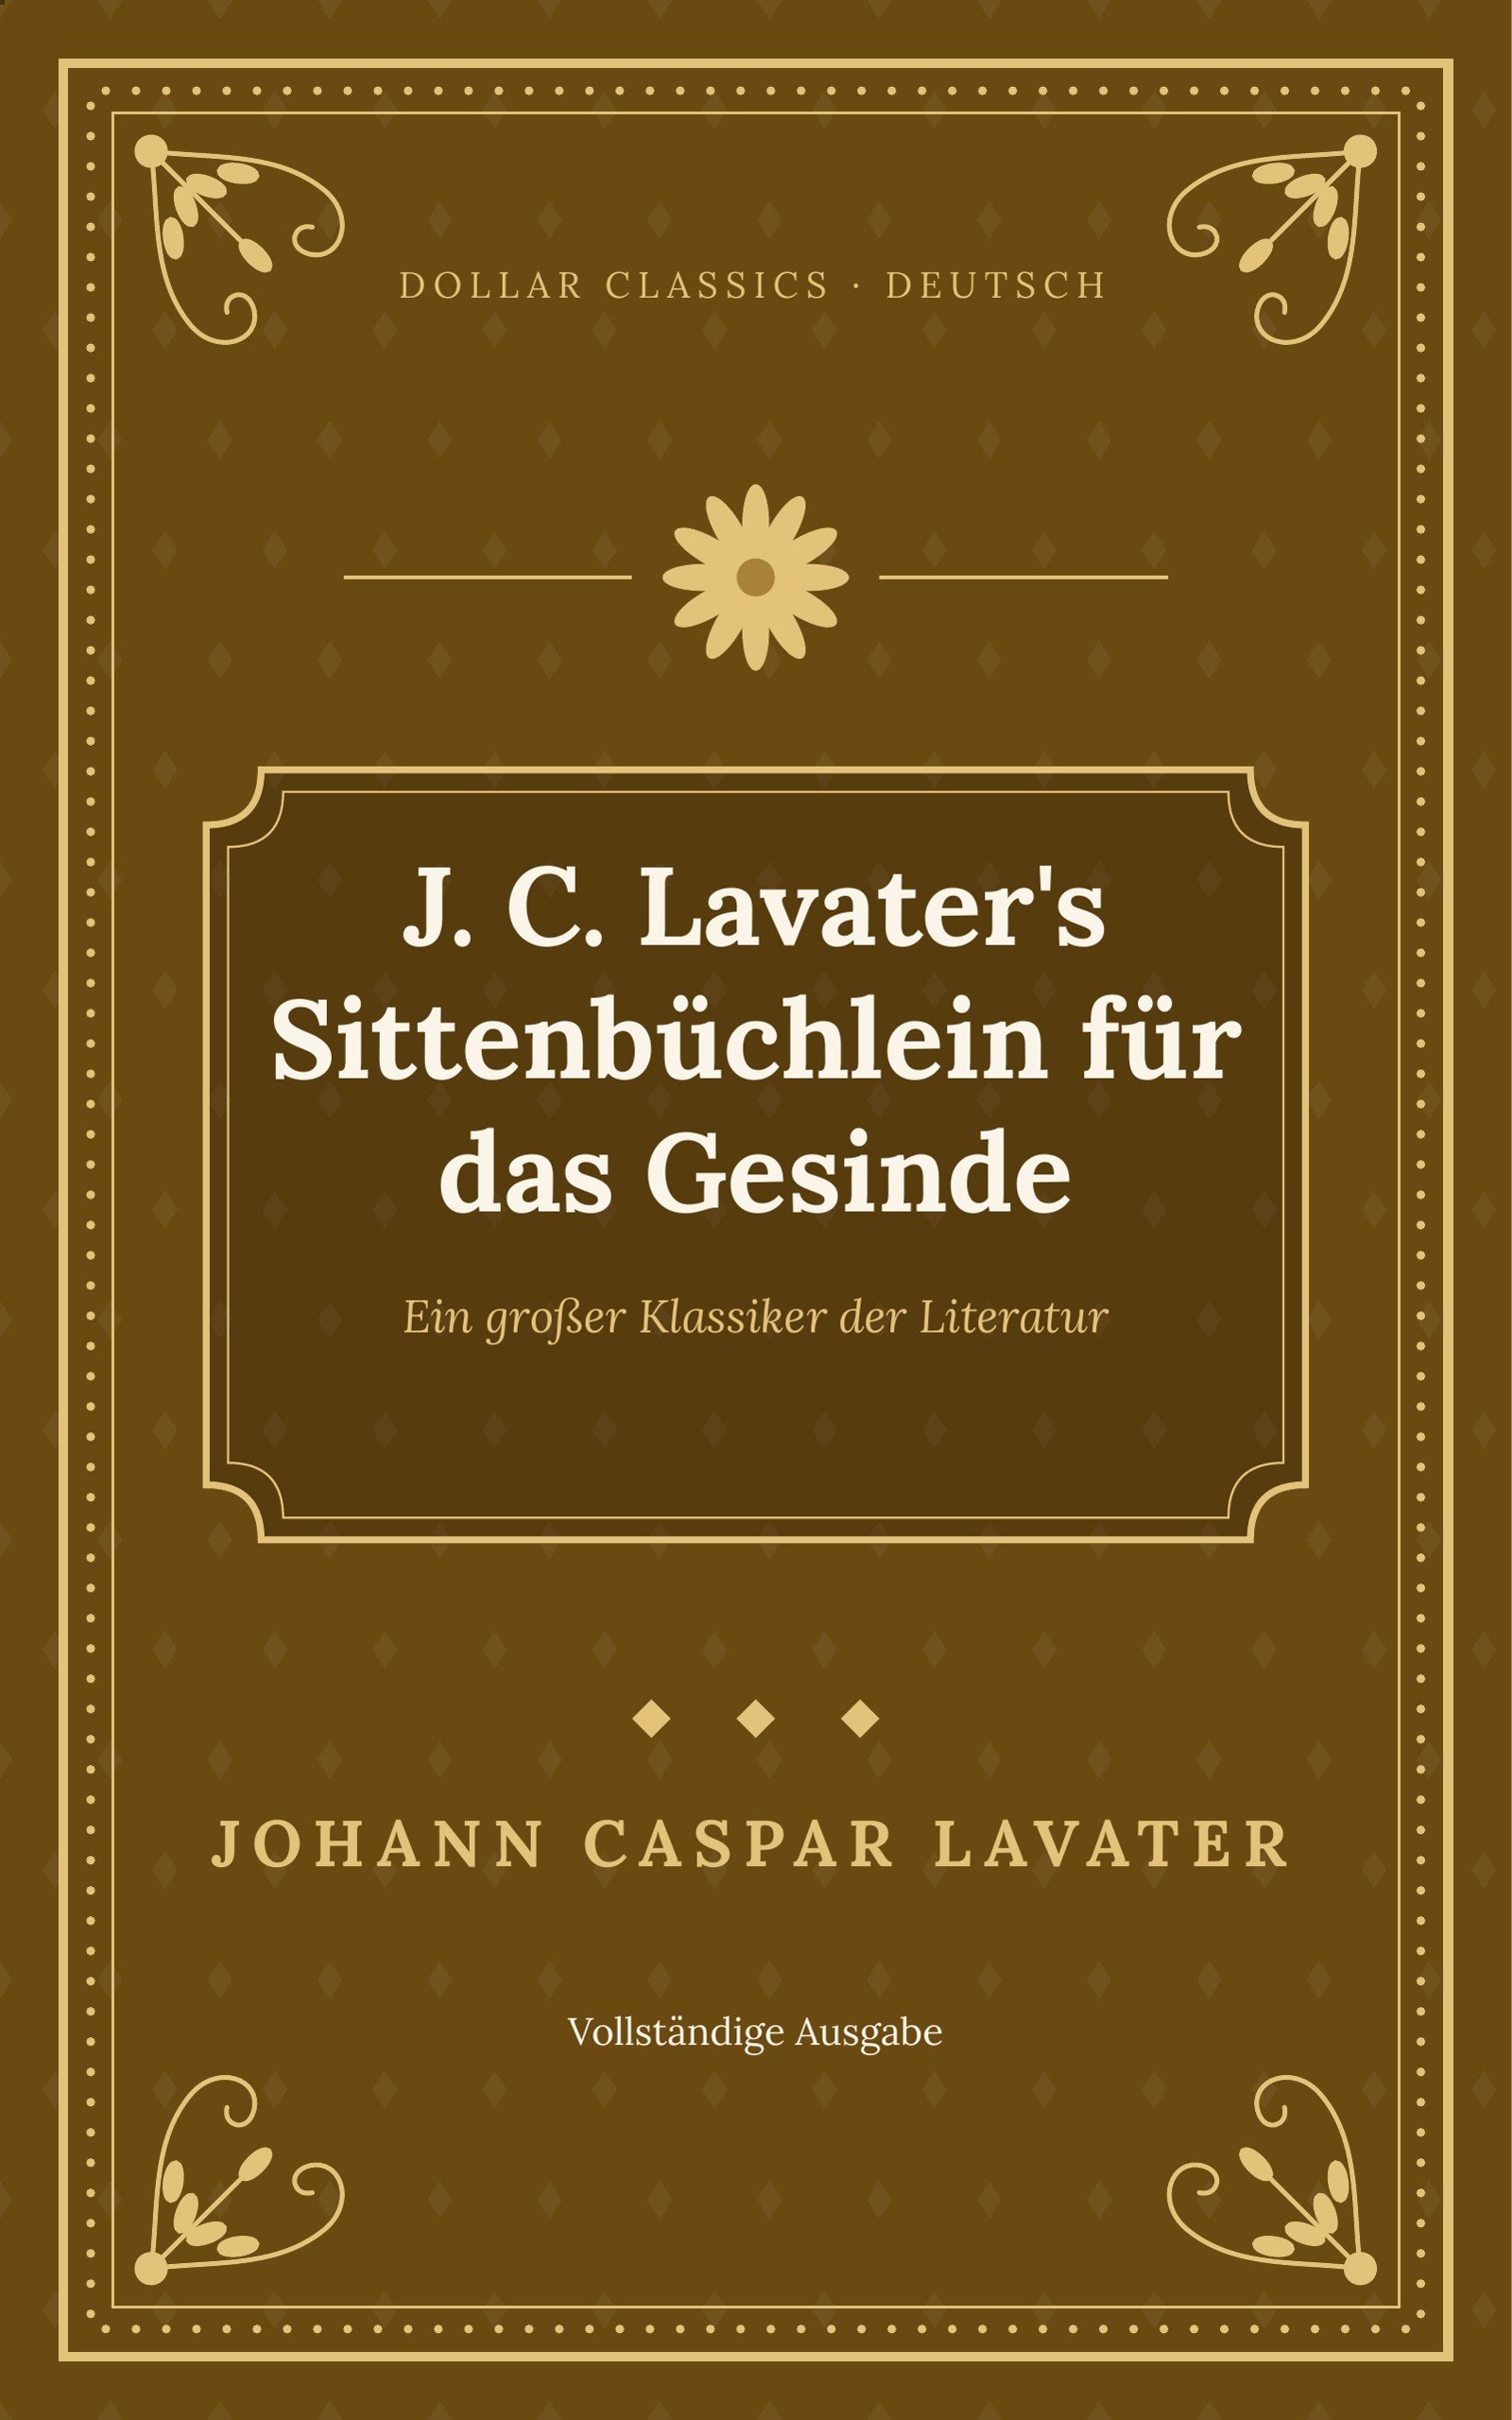 DOLLAR CLASSICS · DEUTSCH
J. C. Lavater's
Sittenbüchlein für
das Gesinde
Ein großer Klassiker der Literatur
JOHANN CASPAR LAVATER
Vollständige Ausgabe